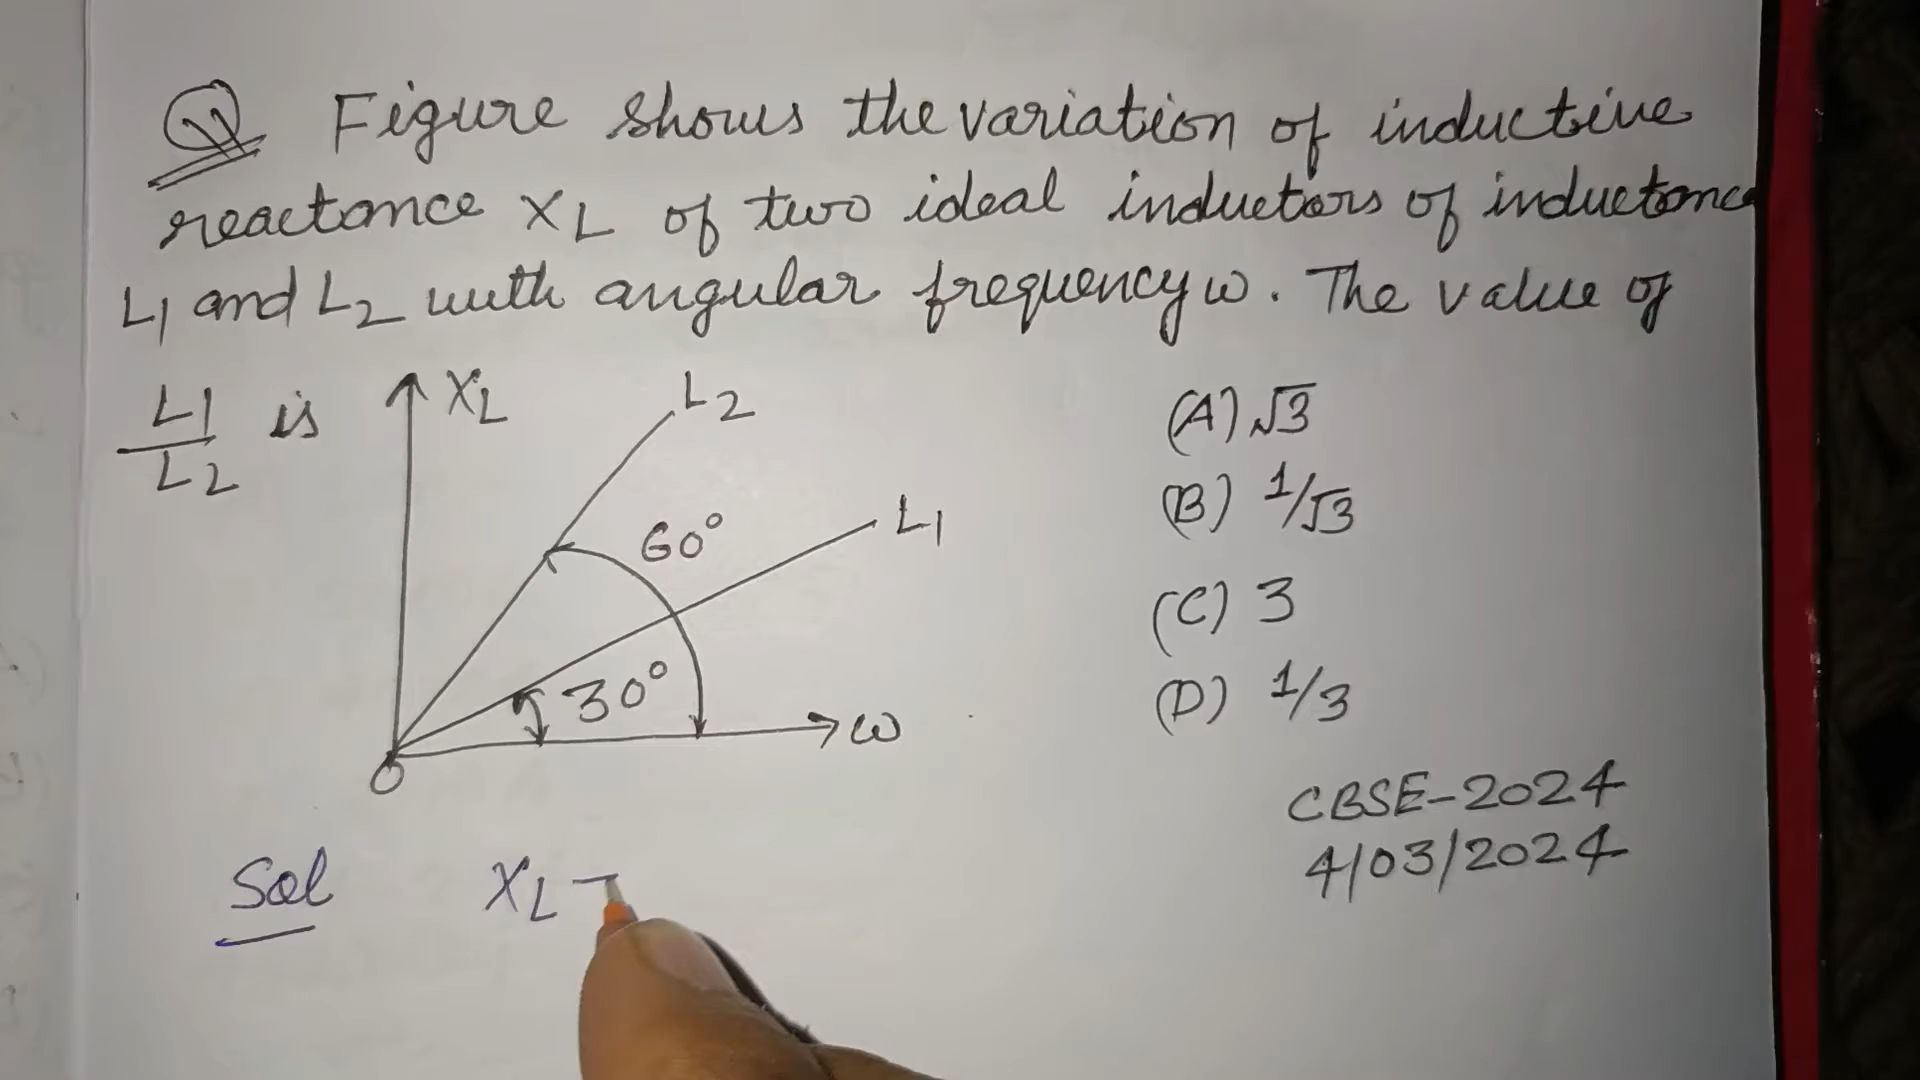 Q Figure shows the variation of inductive
reactance XL of two ideal inductors of inductance
L1 and L2 with angular frequency ω. The value of
L1/L2 is
XL
L2
L1
60°
30°
ω
O
(A) √3
(B) 1/√3
(C) 3
(D) 1/3
CBSE-2024
4/03/2024
Sol XL -